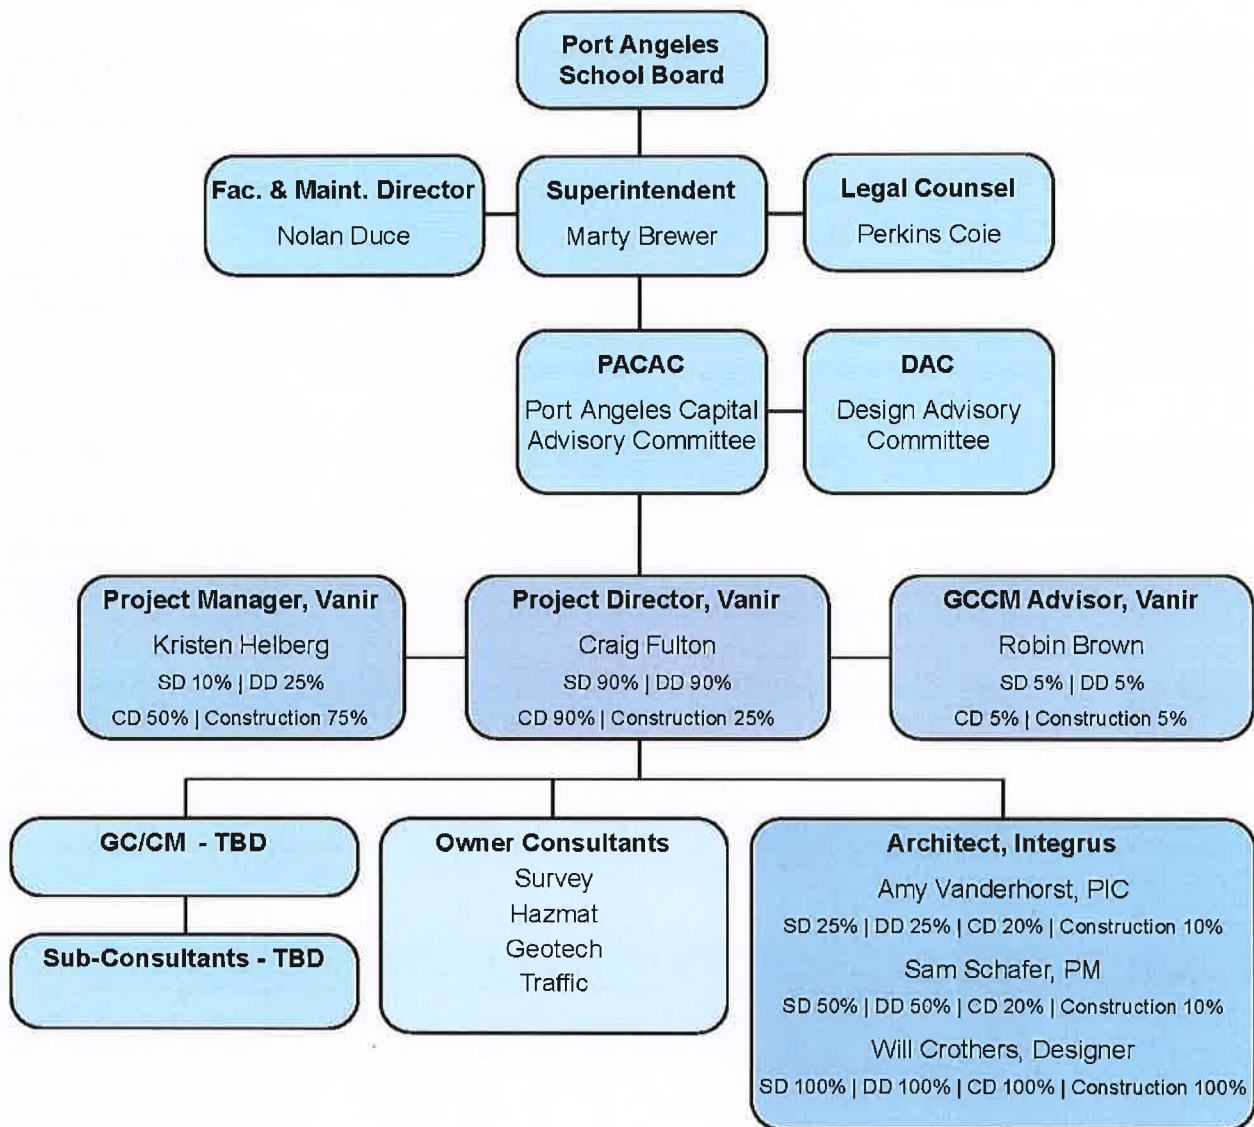 Port Angeles
School Board
Fac. & Maint. Director
Nolan Duce
Superintendent
Marty Brewer
Legal Counsel
Perkins Coie
PACAC
Port Angeles Capital
Advisory Committee
DAC
Design Advisory
Committee
Project Manager, Vanir
Kristen Helberg
SD 10% | DD 25%
CD 50% | Construction 75%
Project Director, Vanir
Craig Fulton
SD 90% | DD 90%
CD 90% | Construction 25%
GCCM Advisor, Vanir
Robin Brown
SD 5% | DD 5%
CD 5% | Construction 5%
GC/CM - TBD
Sub-Consultants - TBD
Owner Consultants
Survey
Hazmat
Geotech
Traffic
Architect, Integrus
Amy Vanderhorst, PIC
SD 25% | DD 25% | CD 20% | Construction 10%
Sam Schafer, PM
SD 50% | DD 50% | CD 20% | Construction 10%
Will Crothers, Designer
SD 100% | DD 100% | CD 100% | Construction 100%